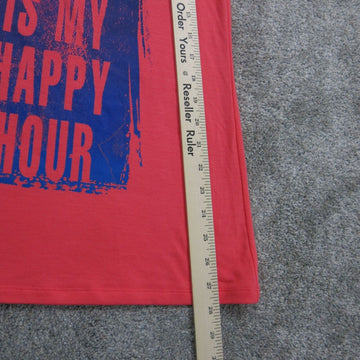 IS MY
HAPPY
HOUR
Order Yours @ Reseller Ruler